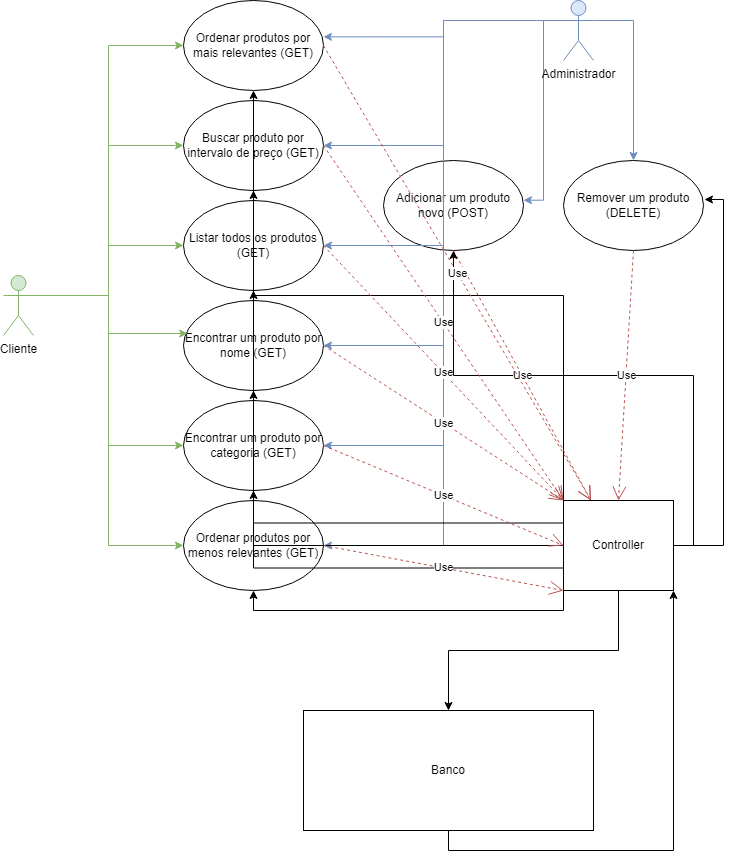 Ordenar produtos por
mais relevantes (GET)
Administrador
Buscar produto por
intervalo de preço (GET)
Adicionar um produto
novo (POST)
Remover um produto
(DELETE)
Listar todos os produtos
(GET)
Use
Cliente
Encontrar um produto por
nome (GET)
Use
Use
Use
Use
Use
Encontrar um produto por
categoria (GET)
Use
Ordenar produtos por
menos relevantes (GET)
Controller
Use
Banco